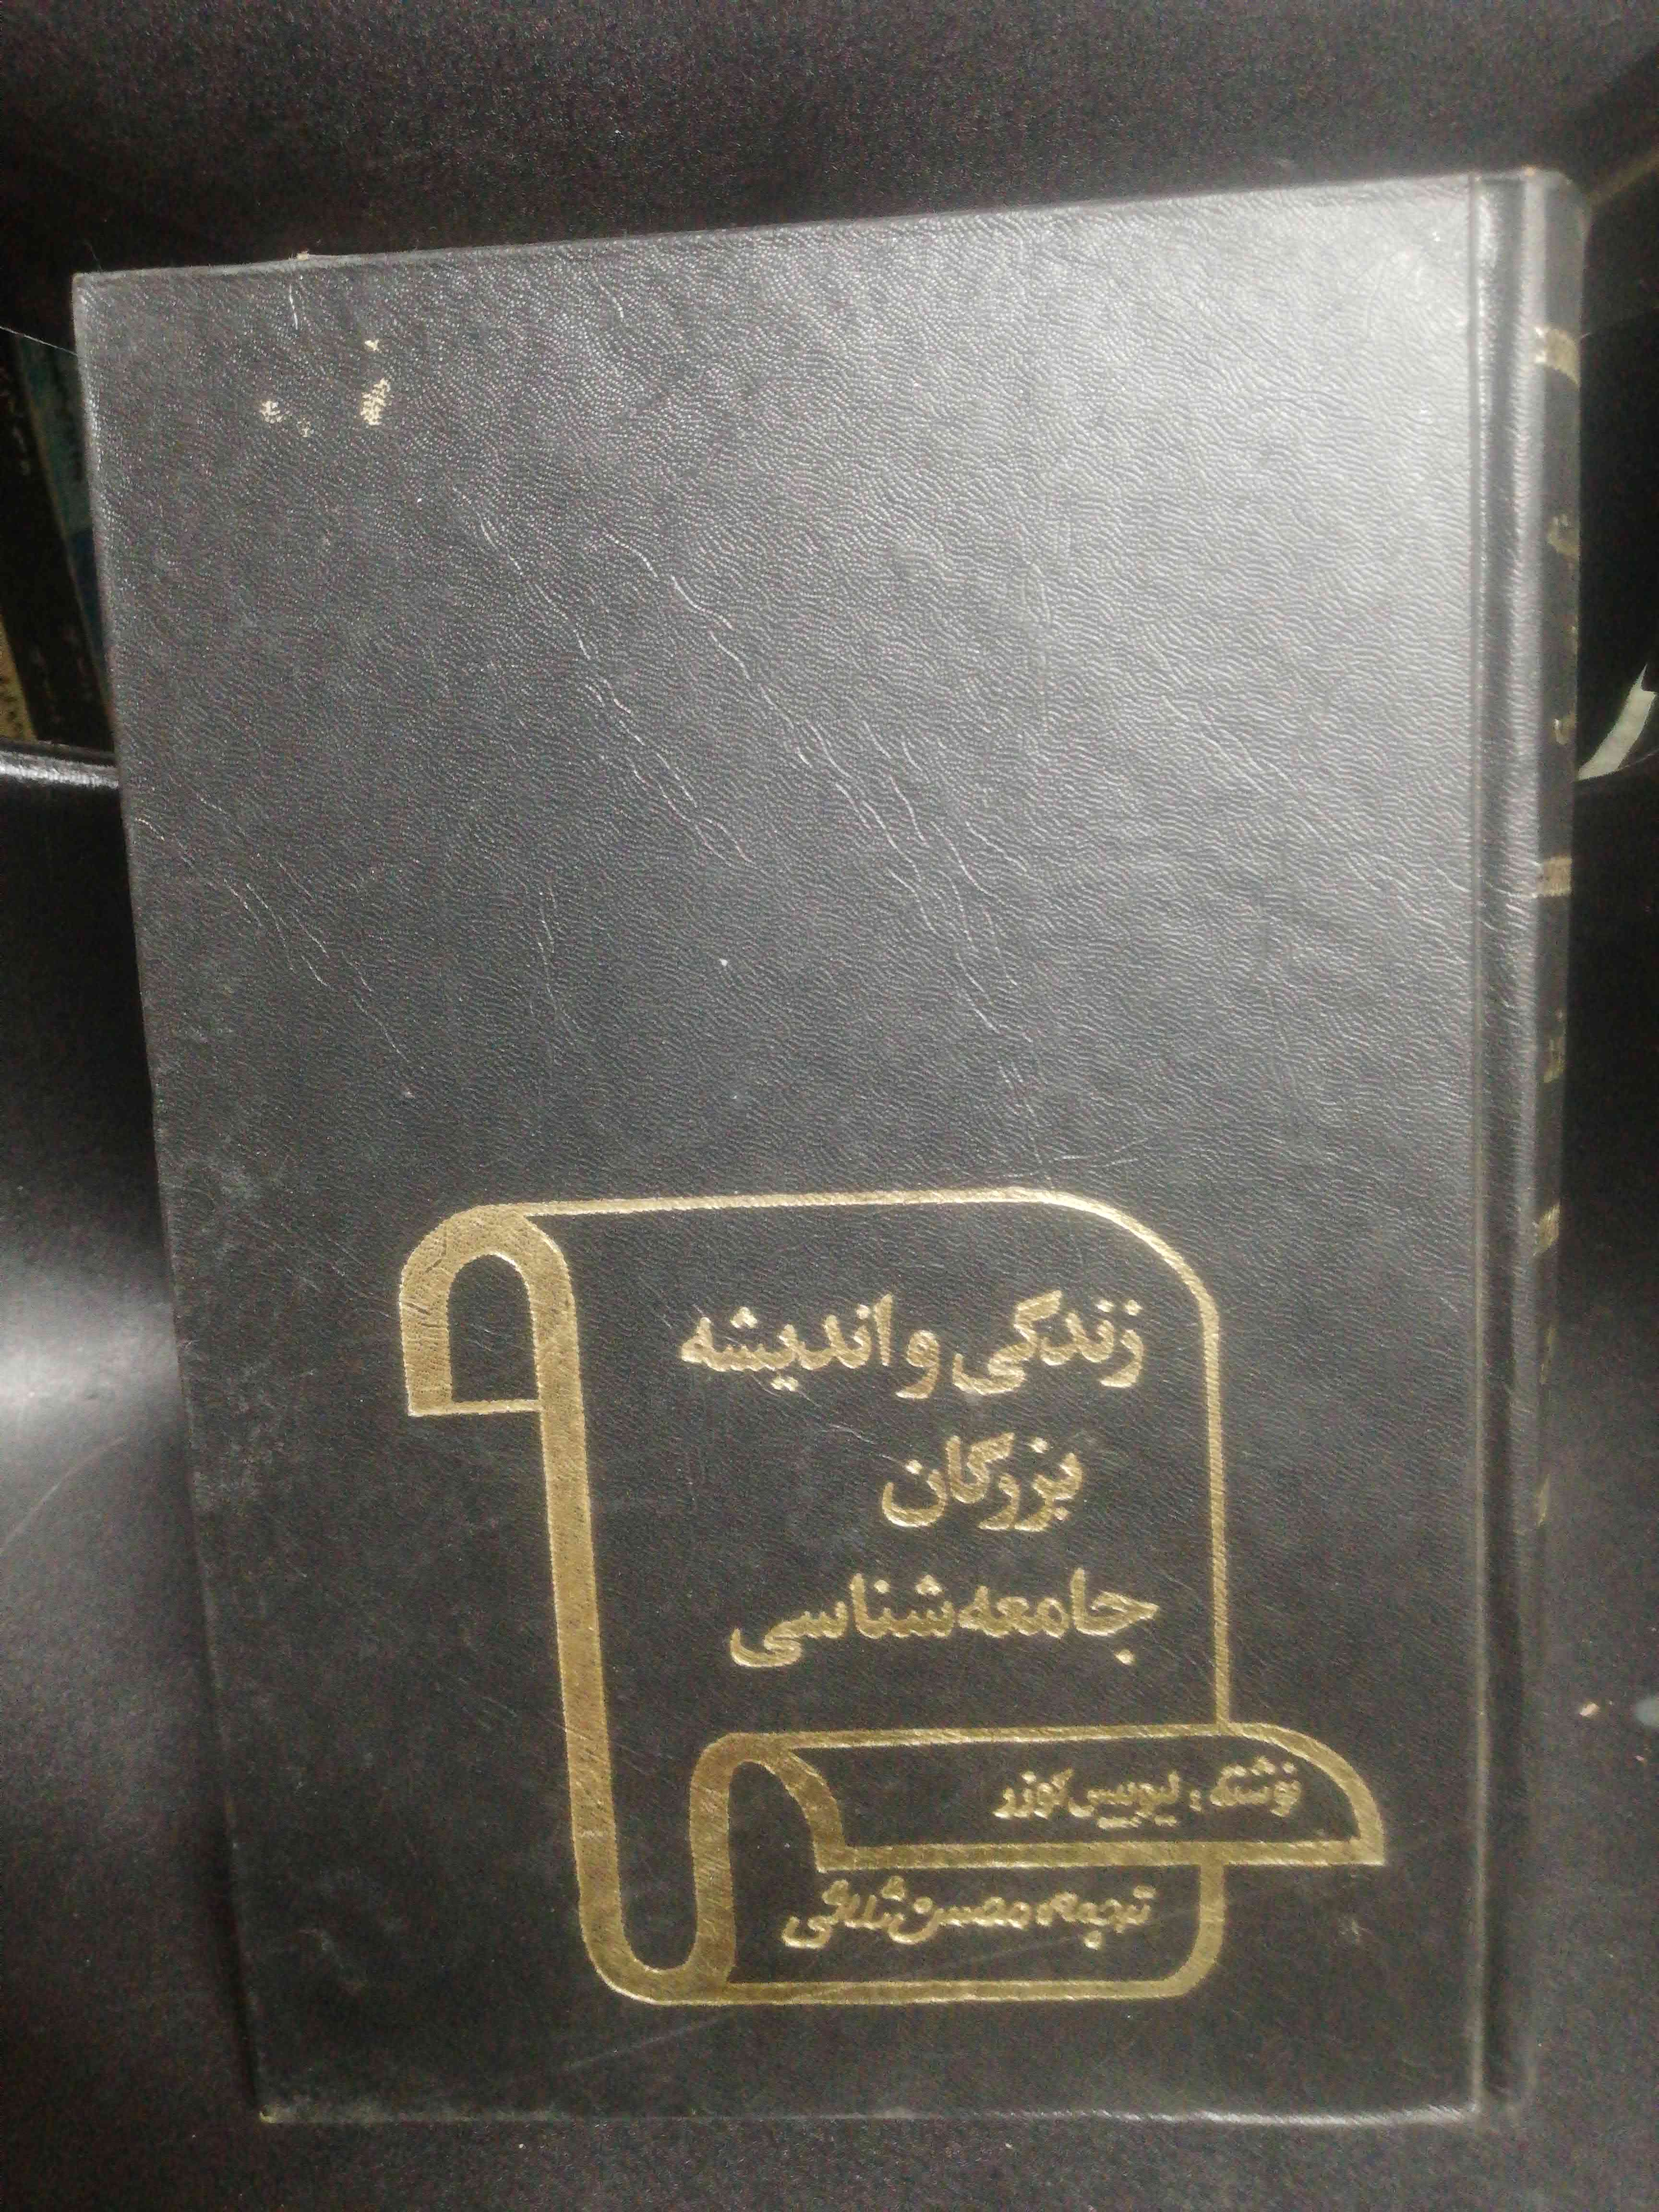 زندگی و اندیشه
بزرگان
جامعه‌شناسی
نوشته : لیویس کوزر
ترجمه محسن ثلاثی